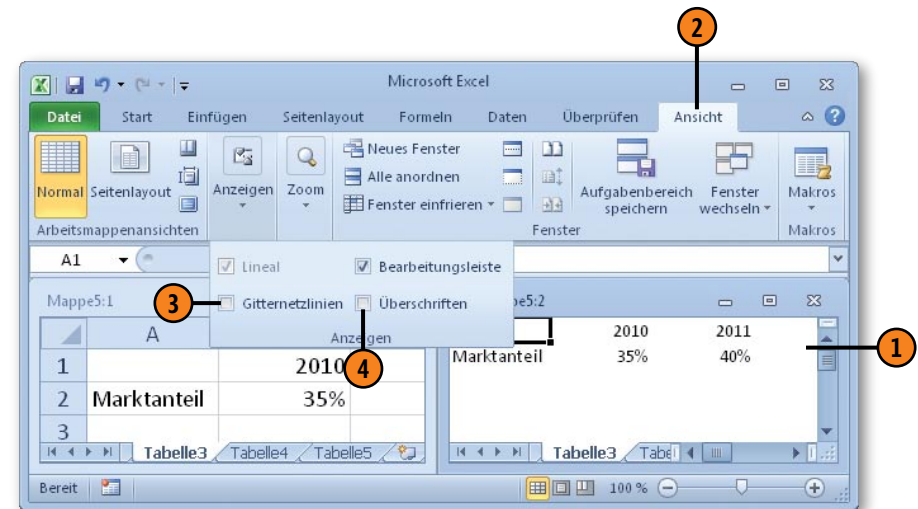 2
Microsoft Excel
Datei Start Einfügen Seitenlayout Formeln Daten Überprüfen Ansicht
Neues Fenster
Alle anordnen
Fenster einfrieren
Normal Seitenlayout Anzeigen Zoom Aufgabenbereich speichern Fenster wechseln Makros
Arbeitsmappenansichten Fenster Makros
A1
Lineal Bearbeitungsleiste
3 Gitternetzlinien Überschriften
Anzeigen
4
Mappe5:1
A
1 2010
2 Marktanteil 35%
3
Tabelle3 Tabelle4 Tabelle5
pe5:2
2010 2011
Marktanteil 35% 40%
1
Tabelle3 Tabe
Bereit 100 %